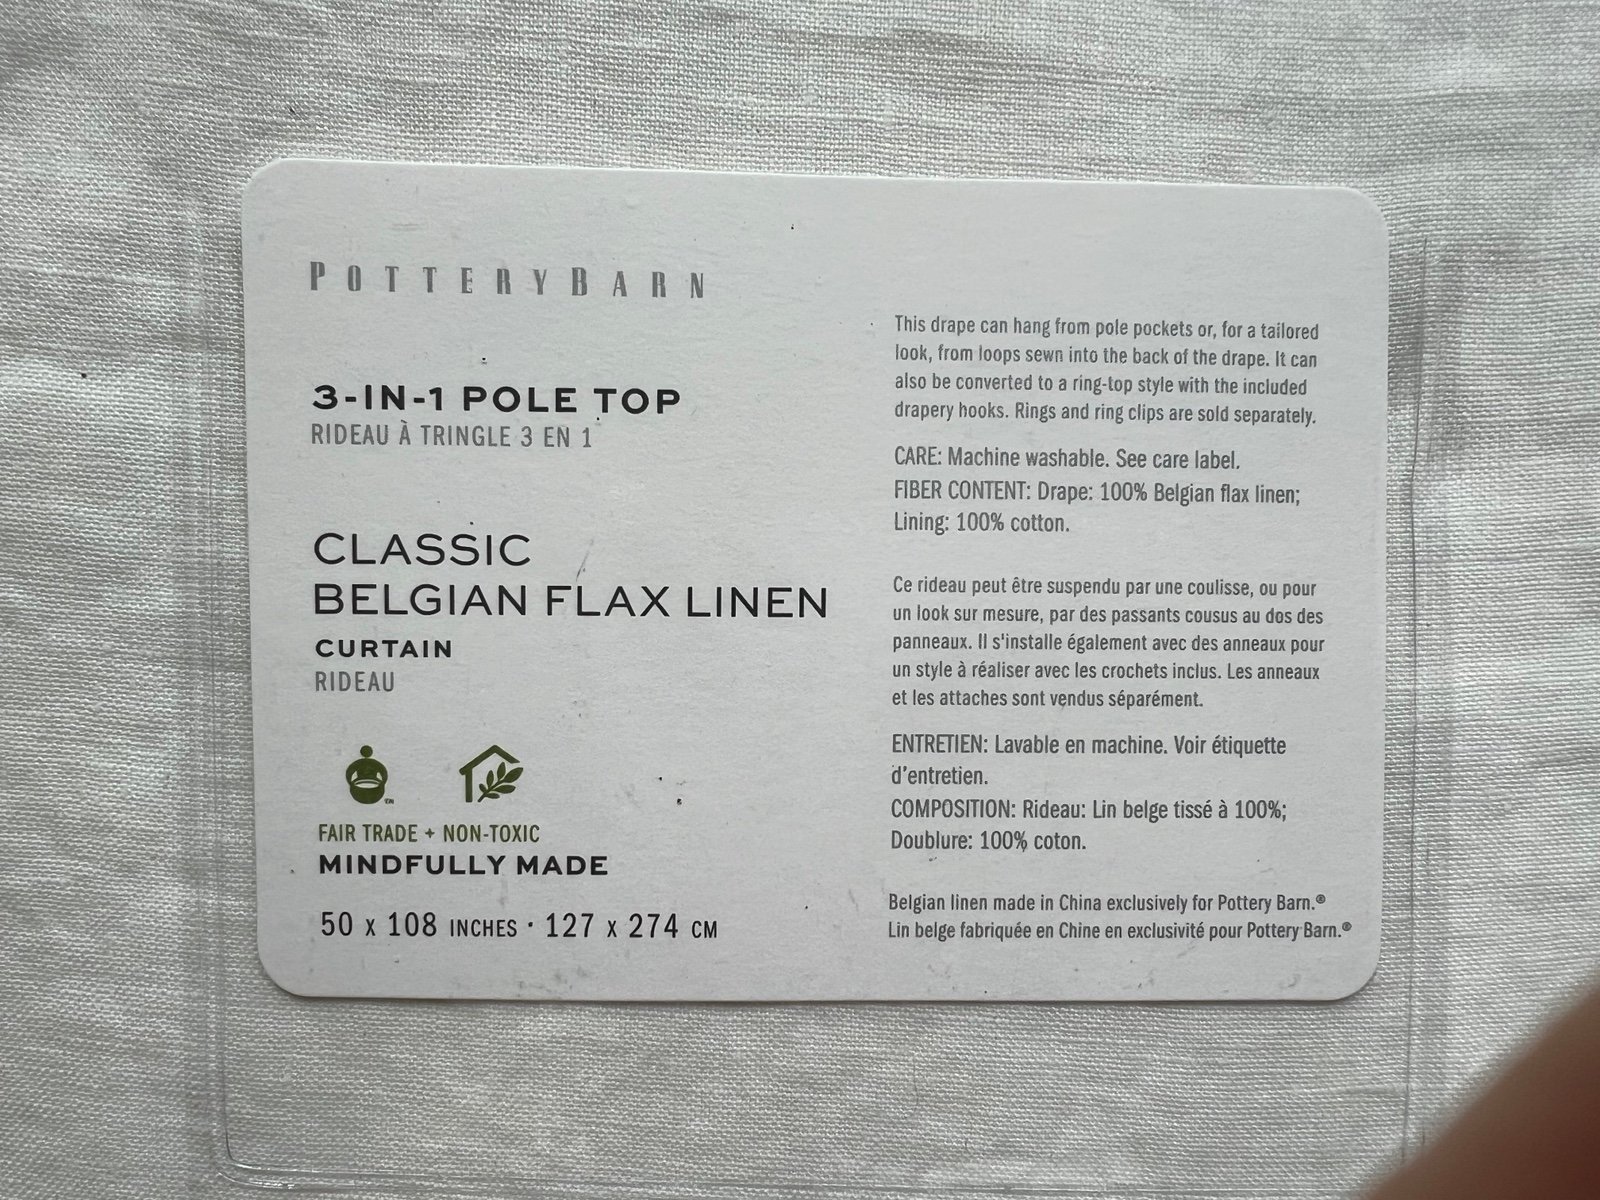 POTTERYBARN
3-IN-1 POLE TOP
RIDEAU À TRINGLE 3 EN 1
CLASSIC
BELGIAN FLAX LINEN
CURTAIN
RIDEAU
FAIR TRADE + NON-TOXIC
MINDFULLY MADE
50 x 108 INCHES · 127 x 274 CM
This drape can hang from pole pockets or, for a tailored
look, from loops sewn into the back of the drape. It can
also be converted to a ring-top style with the included
drapery hooks. Rings and ring clips are sold separately.
CARE: Machine washable. See care label.
FIBER CONTENT: Drape: 100% Belgian flax linen;
Lining: 100% cotton.
Ce rideau peut être suspendu par une coulisse, ou pour
un look sur mesure, par des passants cousus au dos des
panneaux. Il s'installe également avec des anneaux pour
un style à réaliser avec les crochets inclus. Les anneaux
et les attaches sont vendus séparément.
ENTRETIEN: Lavable en machine. Voir étiquette
d'entretien.
COMPOSITION: Rideau: Lin belge tissé à 100%;
Doublure: 100% coton.
Belgian linen made in China exclusively for Pottery Barn.®
Lin belge fabriquée en Chine en exclusivité pour Pottery Barn.®